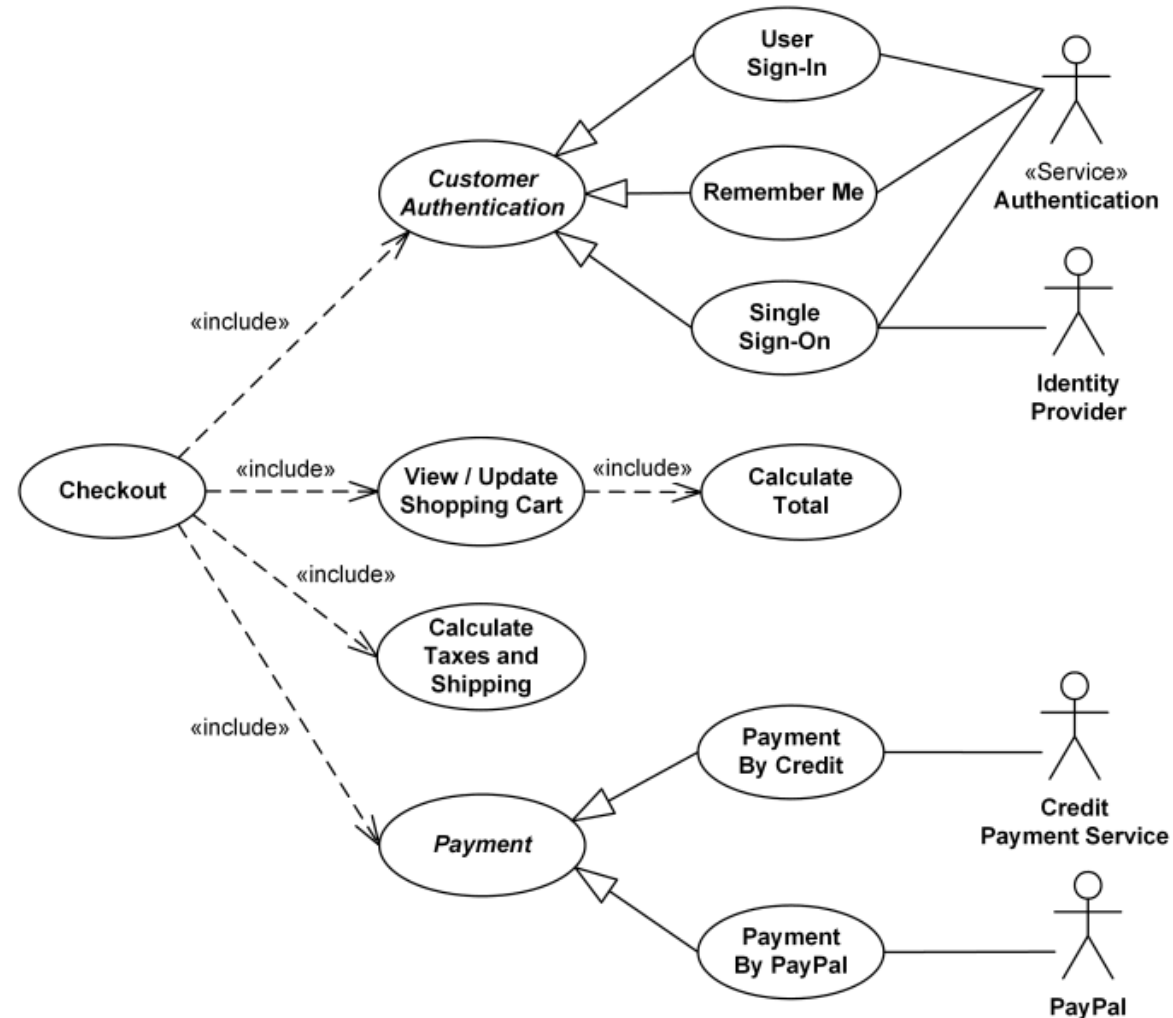 User
Sign-In
Customer
Authentication
Remember Me
«Service»
Authentication
Single
Sign-On
Identity
Provider
«include»
Checkout
«include»
View / Update
Shopping Cart
«include»
Calculate
Total
«include»
Calculate
Taxes and
Shipping
«include»
Payment
By Credit
Credit
Payment Service
Payment
Payment
By PayPal
PayPal